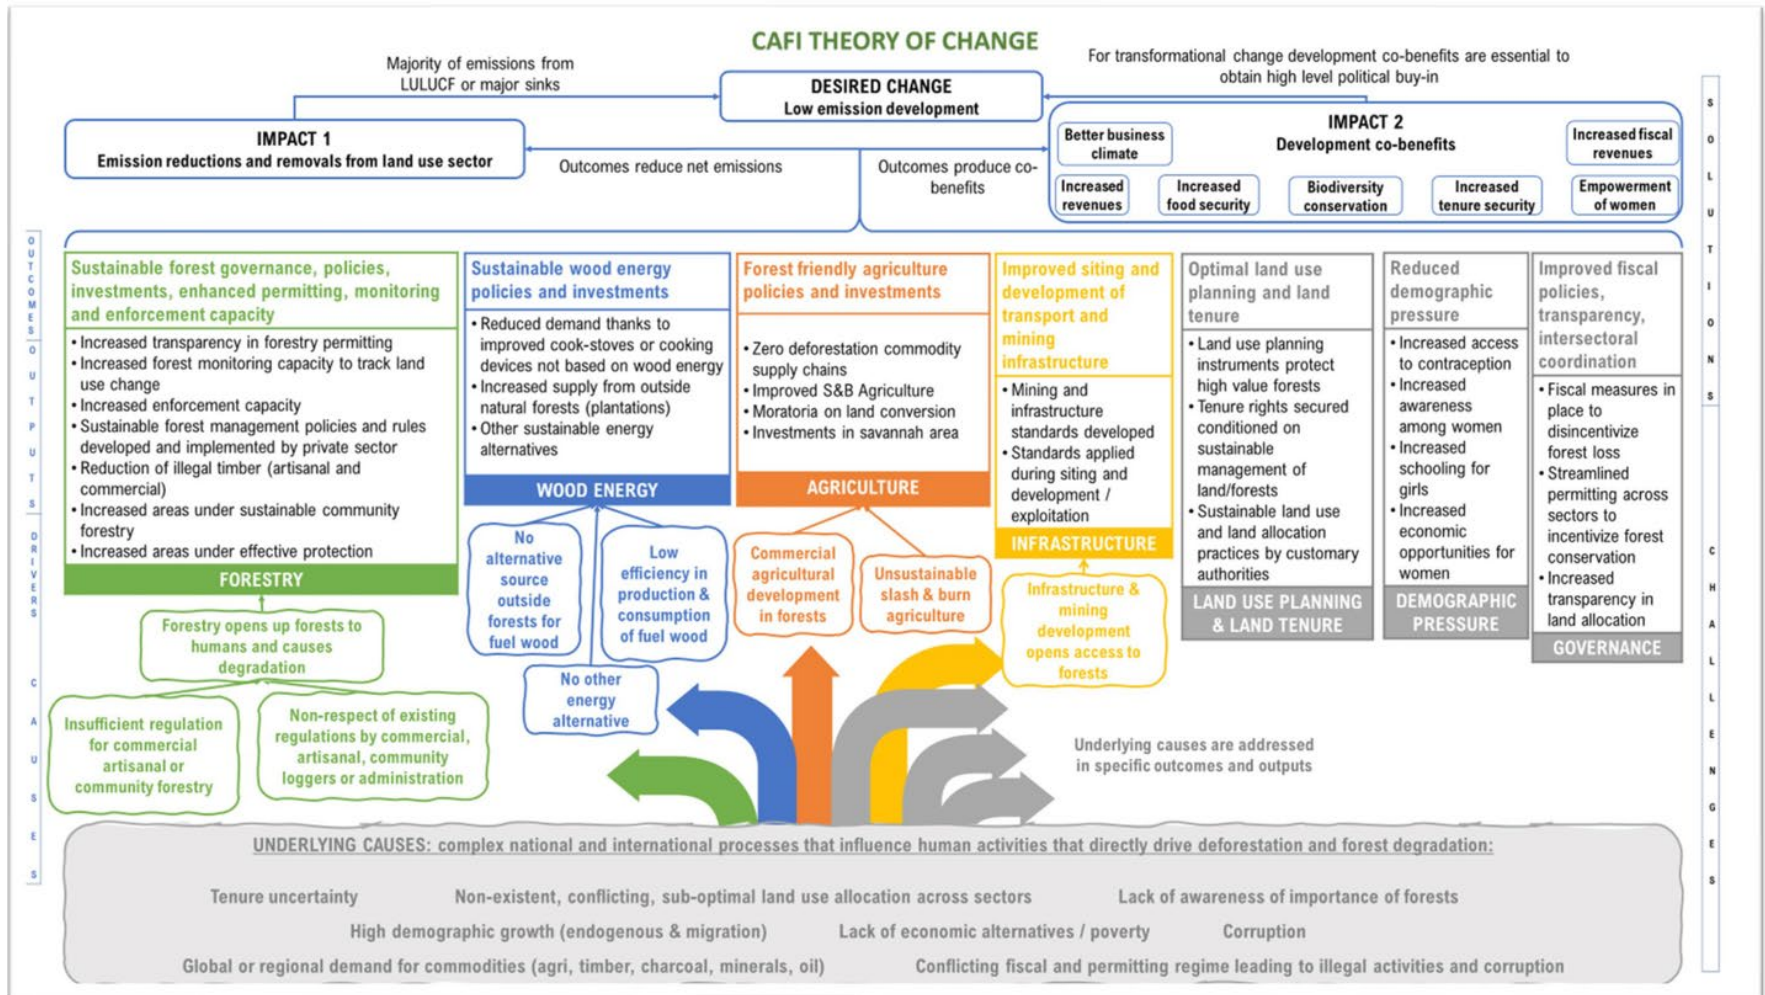 CAFI THEORY OF CHANGE
Majority of emissions from
LULUCF or major sinks
DESIRED CHANGE
Low emission development
For transformational change development co-benefits are essential to
obtain high level political buy-in
IMPACT 1
Emission reductions and removals from land use sector
Outcomes reduce net emissions
Outcomes produce co-
benefits
IMPACT 2
Development co-benefits
Better business
climate
Increased fiscal
revenues
Increased
revenues
Increased
food security
Biodiversity
conservation
Increased
tenure security
Empowerment
of women
SOLUTIONS
CHALLENGES
OUTCOMES
OUTPUTS
DRIVERS
CAUSES
Sustainable forest governance, policies,
investments, enhanced permitting, monitoring
and enforcement capacity
• Increased transparency in forestry permitting
• Increased forest monitoring capacity to track land
use change
• Increased enforcement capacity
• Sustainable forest management policies and rules
developed and implemented by private sector
• Reduction of illegal timber (artisanal and
commercial)
• Increased areas under sustainable community
forestry
• Increased areas under effective protection
FORESTRY
Forestry opens up forests to
humans and causes
degradation
Insufficient regulation
for commercial
artisanal or
community forestry
Non-respect of existing
regulations by commercial,
artisanal, community
loggers or administration
Sustainable wood energy
policies and investments
• Reduced demand thanks to
improved cook-stoves or cooking
devices not based on wood energy
• Increased supply from outside
natural forests (plantations)
• Other sustainable energy
alternatives
WOOD ENERGY
No
alternative
source
outside
forests for
fuel wood
Low
efficiency in
production &
consumption
of fuel wood
No other
energy
alternative
Forest friendly agriculture
policies and investments
• Zero deforestation commodity
supply chains
• Improved S&B Agriculture
• Moratoria on land conversion
• Investments in savannah area
AGRICULTURE
Commercial
agricultural
development
in forests
Unsustainable
slash & burn
agriculture
Improved siting and
development of
transport and
mining
infrastructure
• Mining and
infrastructure
standards developed
• Standards applied
during siting and
development /
exploitation
INFRASTRUCTURE
Infrastructure &
mining
development
opens access to
forests
Optimal land use
planning and land
tenure
• Land use planning
instruments protect
high value forests
• Tenure rights secured
conditioned on
sustainable
management of
land/forests
• Sustainable land use
and land allocation
practices by customary
authorities
LAND USE PLANNING
& LAND TENURE
Reduced
demographic
pressure
• Increased access
to contraception
• Increased
awareness
among women
• Increased
schooling for
girls
• Increased
economic
opportunities for
women
DEMOGRAPHIC
PRESSURE
Improved fiscal
policies,
transparency,
intersectoral
coordination
• Fiscal measures in
place to
disincentivize
forest loss
• Streamlined
permitting across
sectors to
incentivize forest
conservation
• Increased
transparency in
land allocation
GOVERNANCE
Underlying causes are addressed
in specific outcomes and outputs
UNDERLYING CAUSES: complex national and international processes that influence human activities that directly drive deforestation and forest degradation:
Tenure uncertainty
Non-existent, conflicting, sub-optimal land use allocation across sectors
Lack of awareness of importance of forests
High demographic growth (endogenous & migration)
Lack of economic alternatives / poverty
Corruption
Global or regional demand for commodities (agri, timber, charcoal, minerals, oil)
Conflicting fiscal and permitting regime leading to illegal activities and corruption